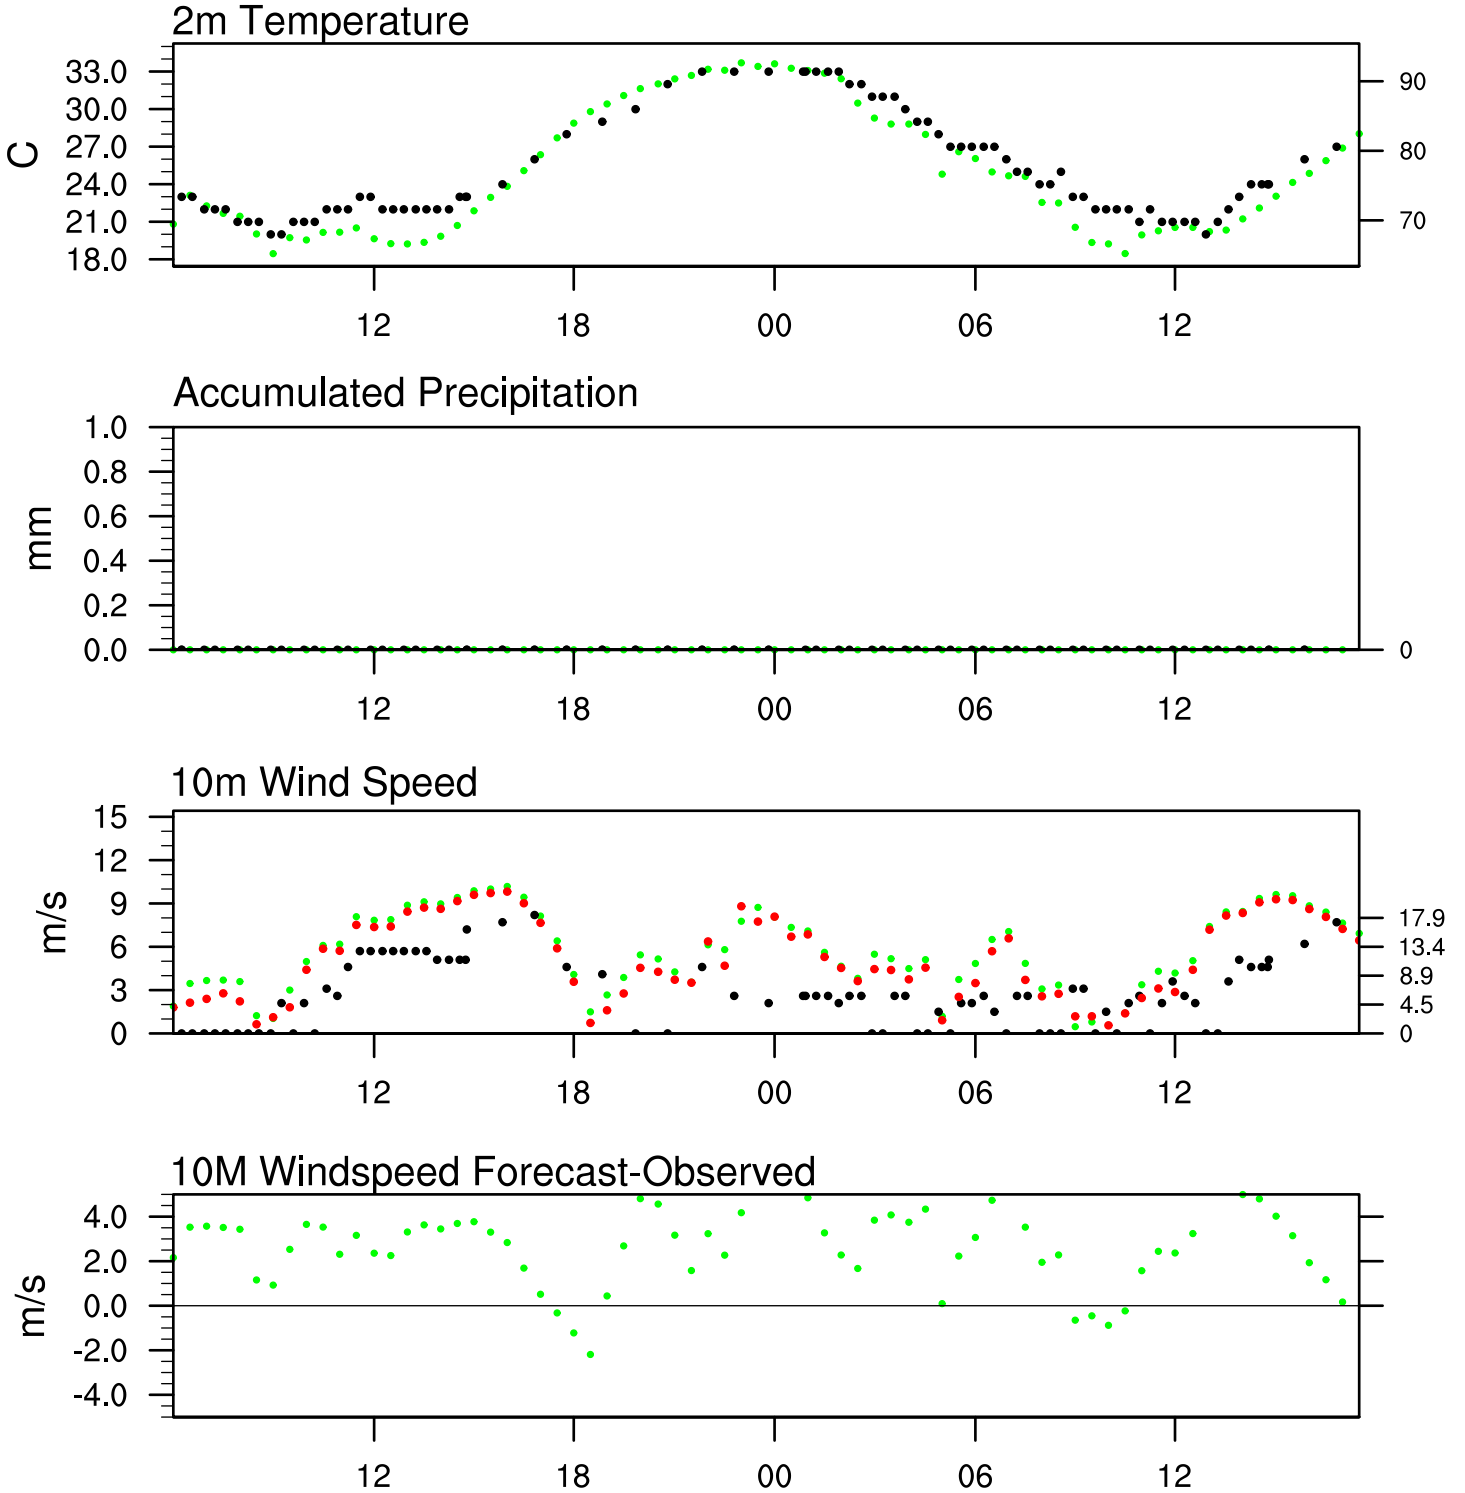 2m Temperature
33.0
30.0
27.0
24.0
21.0
18.0
C
90
80
70
12 18 00 06 12
Accumulated Precipitation
1.0
0.8
0.6
0.4
0.2
0.0
mm
0
12 18 00 06 12
10m Wind Speed
15
12
9
6
3
0
m/s
17.9
13.4
8.9
4.5
0
12 18 00 06 12
10M Windspeed Forecast-Observed
4.0
2.0
0.0
-2.0
-4.0
m/s
12 18 00 06 12